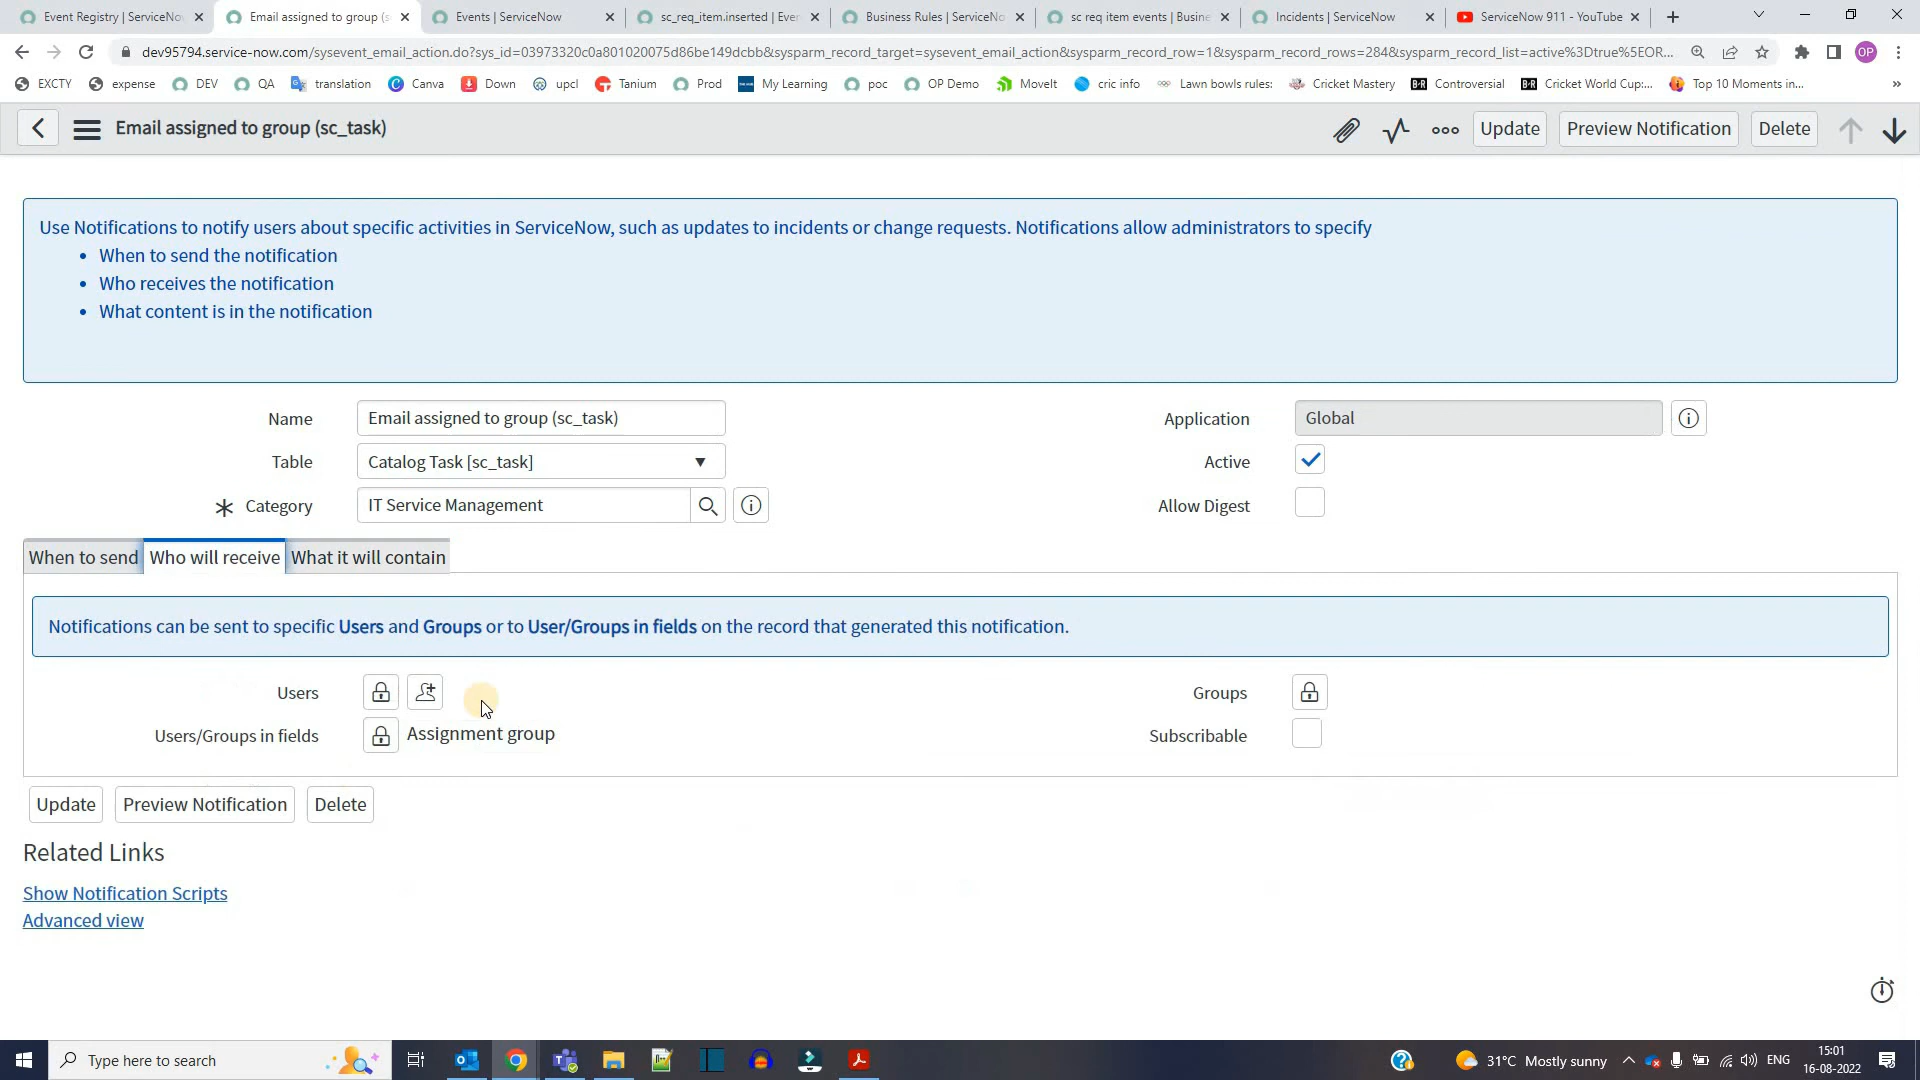 Event Registry | ServiceNow
Email assigned to group (s
Events | ServiceNow
sc_req_item.inserted | Even
Business Rules | ServiceNo
sc req item events | Busine
Incidents | ServiceNow
ServiceNow 911 - YouTube
dev95794.service-now.com/sysevent_email_action.do?sys_id=03973320c0a801020075d86be149dcbb&sysparm_record_target=sysevent_email_action&sysparm_record_row=1&sysparm_record_rows=284&sysparm_record_list=active%3Dtrue%5EOR...
OP
EXCTY expense DEV QA translation Canva Down upcl Tanium Prod My Learning poc OP Demo MoveIt cric info Lawn bowls rules: Cricket Mastery Controversial Cricket World Cup:... Top 10 Moments in... »
Email assigned to group (sc_task)
Update
Preview Notification
Delete
Use Notifications to notify users about specific activities in ServiceNow, such as updates to incidents or change requests. Notifications allow administrators to specify
• When to send the notification
• Who receives the notification
• What content is in the notification
Name Email assigned to group (sc_task)
Application Global
Table Catalog Task [sc_task]
Active
Category IT Service Management
Allow Digest
When to send
Who will receive
What it will contain
Notifications can be sent to specific Users and Groups or to User/Groups in fields on the record that generated this notification.
Users
Groups
Users/Groups in fields Assignment group
Subscribable
Update
Preview Notification
Delete
Related Links
Show Notification Scripts
Advanced view
Type here to search
31°C Mostly sunny
ENG
15:01
16-08-2022